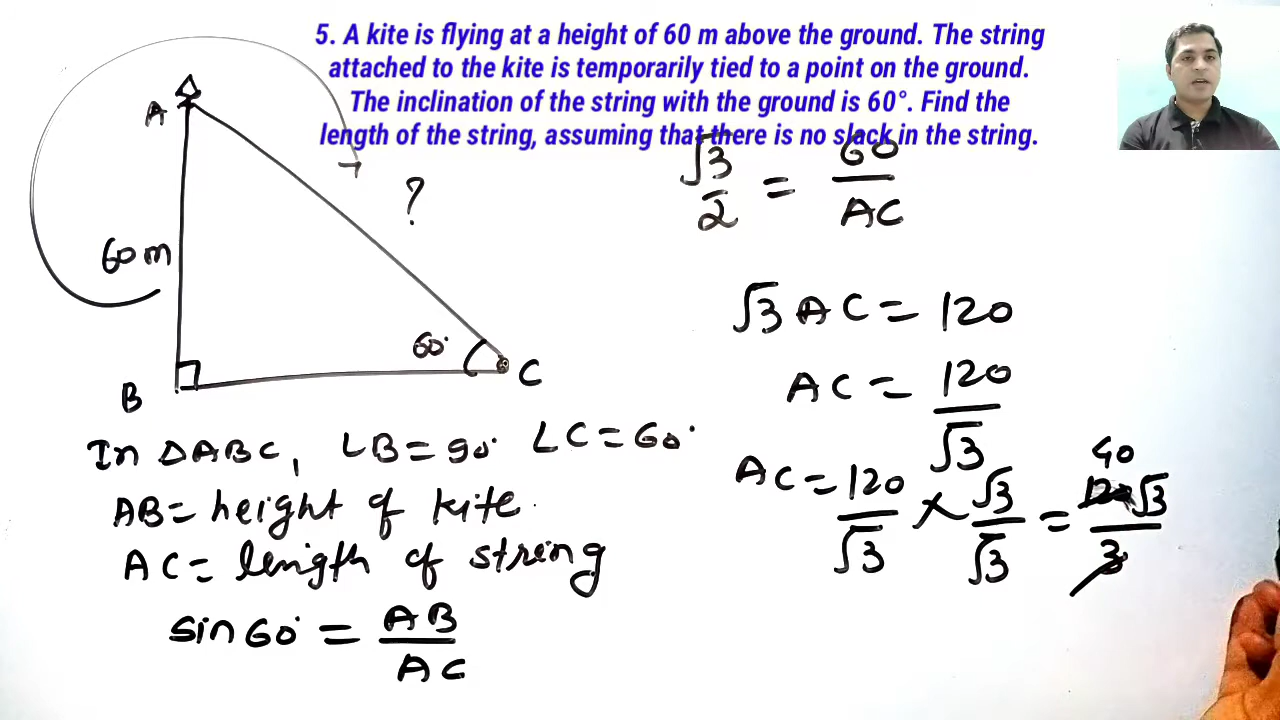 5. A kite is flying at a height of 60 m above the ground. The string
attached to the kite is temporarily tied to a point on the ground.
The inclination of the string with the ground is 60°. Find the
length of the string, assuming that there is no slack in the string.
A
?
60 m
60°
B
C
In ΔABC, ∠B = 90° ∠C = 60°
AB = height of kite.
AC = length of string
sin 60° = AB/AC
√3/2 = 60/AC
√3 AC = 120
AC = 120/√3
AC = 120/√3 × √3/√3 = 120√3/3
40